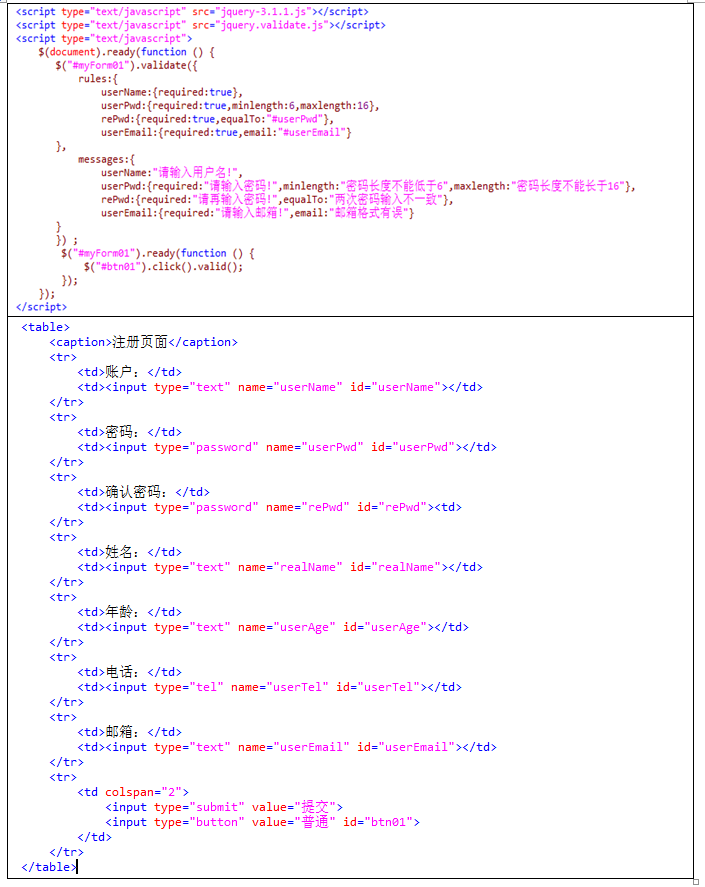 <script type="text/javascript" src="jquery-3.1.1.js"></script>
<script type="text/javascript" src="jquery.validate.js"></script>
<script type="text/javascript">
$(document).ready(function () {
$("#myForm01").validate({
rules:{
userName:{required:true},
userPwd:{required:true,minlength:6,maxlength:16},
rePwd:{required:true,equalTo:"#userPwd"},
userEmail:{required:true,email:"#userEmail"}
},
messages:{
userName:"请输入用户名!",
userPwd:{required:"请输入密码!",minlength:"密码长度不能低于6",maxlength:"密码长度不能长于16"},
rePwd:{required:"请再输入密码!",equalTo:"两次密码输入不一致"},
userEmail:{required:"请输入邮箱!",email:"邮箱格式有误"}
}
}) ;
$("#myForm01").ready(function () {
$("#btn01").click().valid();
});
});
</script>
<table>
<caption>注册页面</caption>
<tr>
<td>账户：</td>
<td><input type="text" name="userName" id="userName"></td>
</tr>
<tr>
<td>密码：</td>
<td><input type="password" name="userPwd" id="userPwd"></td>
</tr>
<tr>
<td>确认密码：</td>
<td><input type="password" name="rePwd" id="rePwd"><td>
</tr>
<tr>
<td>姓名：</td>
<td><input type="text" name="realName" id="realName"></td>
</tr>
<tr>
<td>年龄：</td>
<td><input type="text" name="userAge" id="userAge"></td>
</tr>
<tr>
<td>电话：</td>
<td><input type="tel" name="userTel" id="userTel"></td>
</tr>
<tr>
<td>邮箱：</td>
<td><input type="text" name="userEmail" id="userEmail"></td>
</tr>
<tr>
<td colspan="2">
<input type="submit" value="提交">
<input type="button" value="普通" id="btn01">
</td>
</tr>
</table>